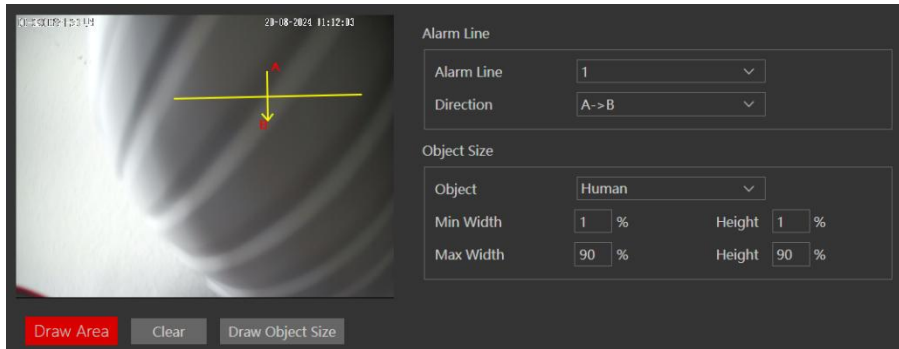 20-08-2024 11:12:03
A
B
Alarm Line
Alarm Line 1
Direction A->B
Object Size
Object Human
Min Width 1 % Height 1 %
Max Width 90 % Height 90 %
Draw Area Clear Draw Object Size